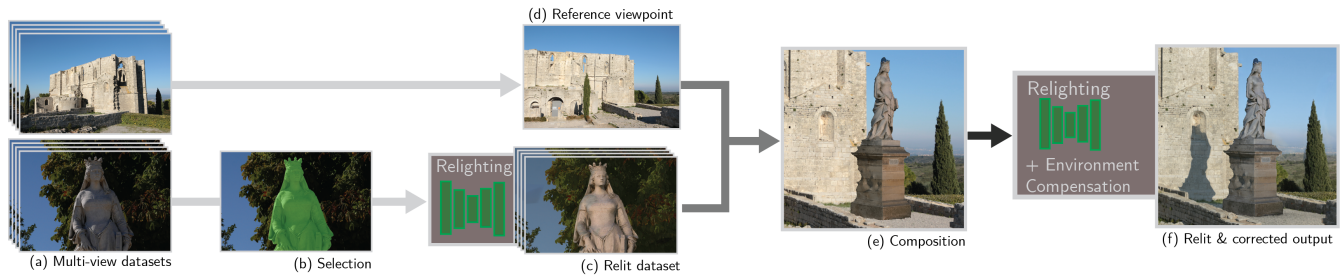 (d) Reference viewpoint
Relighting
(a) Multi-view datasets
(b) Selection
(c) Relit dataset
(e) Composition
Relighting
+ Environment
Compensation
(f) Relit & corrected output